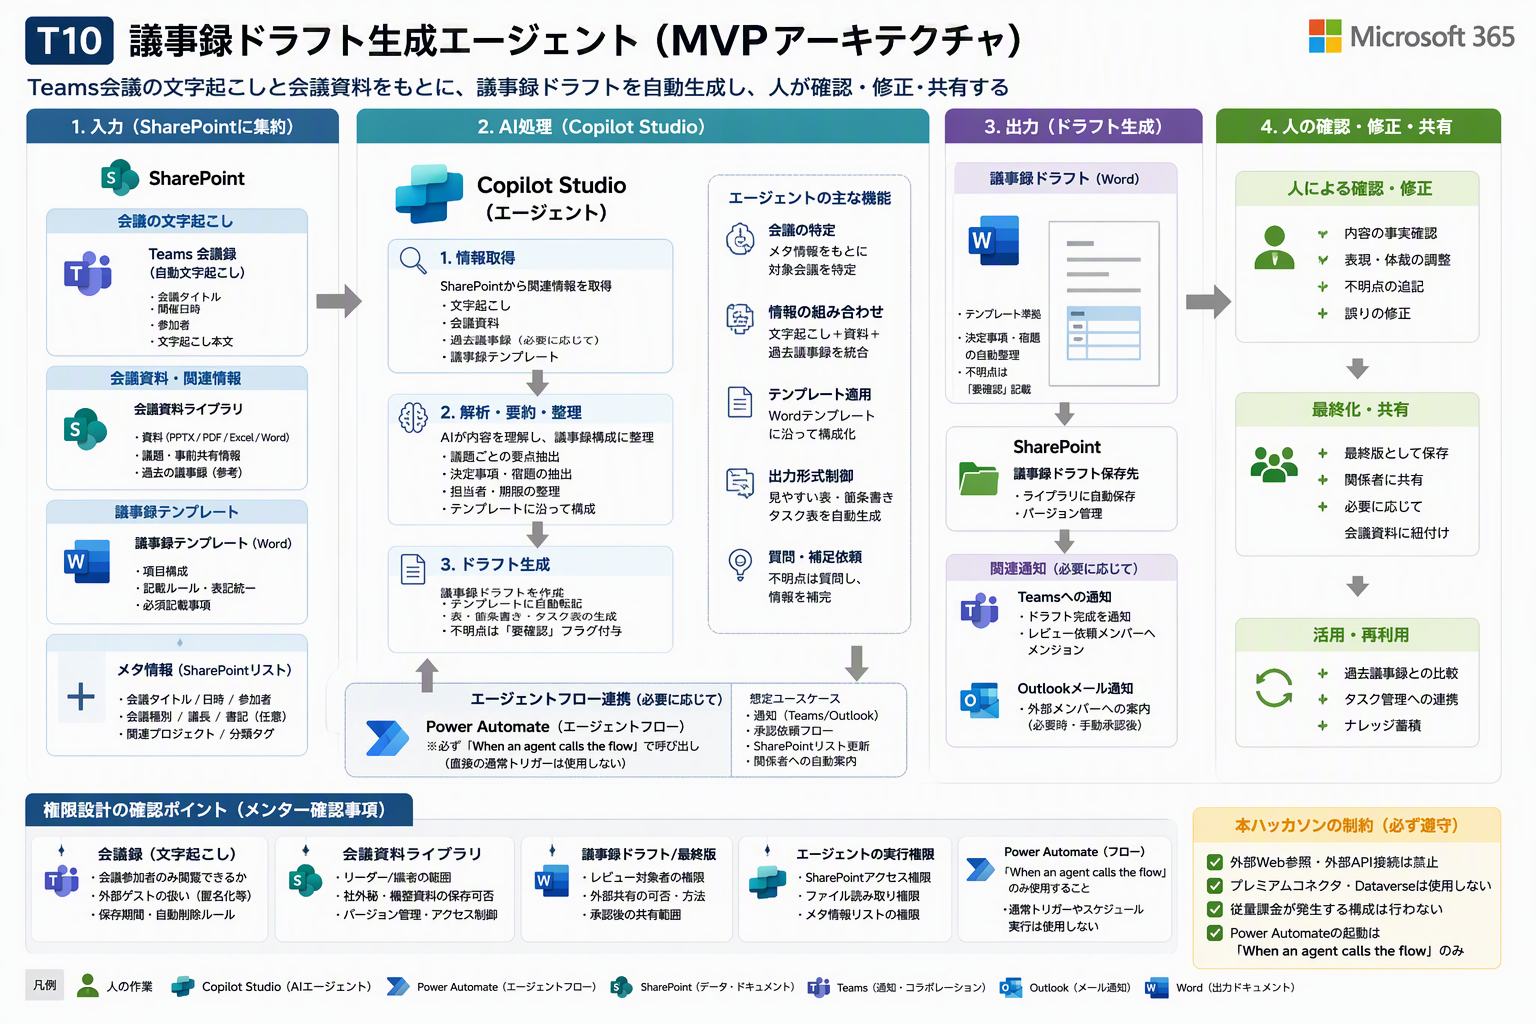 T10 議事録ドラフト生成エージェント（MVPアーキテクチャ）
Microsoft 365
Teams会議の文字起こしと会議資料をもとに、議事録ドラフトを自動生成し、人が確認・修正・共有する
1. 入力（SharePointに集約）
SharePoint
会議の文字起こし
Teams 会議録
（自動文字起こし）
・会議タイトル
・開催日時
・参加者
・文字起こし本文
会議資料・関連情報
会議資料ライブラリ
・資料 (PPTX / PDF / Excel / Word)
・議題・事前共有情報
・過去の議事録（参考）
議事録テンプレート
議事録テンプレート (Word)
・項目構成
・記載ルール・表記統一
・必須記載事項
メタ情報（SharePointリスト）
・会議タイトル / 日時 / 参加者
・会議種別 / 議長 / 書記（任意）
・関連プロジェクト / 分類タグ
2. AI処理（Copilot Studio）
Copilot Studio
（エージェント）
1. 情報取得
SharePointから関連情報を取得
・文字起こし
・会議資料
・過去議事録（必要に応じて）
・議事録テンプレート
2. 解析・要約・整理
AIが内容を理解し、議事録構成に整理
・議題ごとの要点抽出
・決定事項・宿題の抽出
・担当者・期限の整理
・テンプレートに沿って構成
3. ドラフト生成
議事録ドラフトを作成
・テンプレートに自動転記
・表・箇条書き・タスク表の生成
・不明点は「要確認」フラグ付与
エージェントの主な機能
会議の特定
メタ情報をもとに
対象会議を特定
情報の組み合わせ
文字起こし＋資料＋
過去議事録を統合
テンプレート適用
Wordテンプレート
に沿って構成化
出力形式制御
見やすい表・箇条書き
タスク表を自動生成
質問・補足依頼
不明点は質問し、
情報を補完
エージェントフロー連携（必要に応じて）
Power Automate（エージェントフロー）
※必ず「When an agent calls the flow」で呼び出し
（直接の通常トリガーは使用しない）
想定ユースケース
・通知（Teams/Outlook）
・承認依頼フロー
・SharePointリスト更新
・関係者への自動案内
3. 出力（ドラフト生成）
議事録ドラフト（Word）
・テンプレート準拠
・決定事項・宿題
の自動整理
・不明点は
「要確認」記載
SharePoint
議事録ドラフト保存先
・ライブラリに自動保存
・バージョン管理
関連通知（必要に応じて）
Teamsへの通知
・ドラフト完成を通知
・レビュー依頼メンバーへ
メンション
Outlookメール通知
・外部メンバーへの案内
（必要時・手動承認後）
4. 人の確認・修正・共有
人による確認・修正
内容の事実確認
表現・体裁の調整
不明点の追記
誤りの修正
最終化・共有
最終版として保存
関係者に共有
必要に応じて
会議資料に紐付け
活用・再利用
過去議事録との比較
タスク管理への連携
ナレッジ蓄積
権限設計の確認ポイント（メンター確認事項）
会議録（文字起こし）
・会議参加者のみ閲覧できるか
・外部ゲストの扱い（匿名化等）
・保存期間・自動削除ルール
会議資料ライブラリ
・リーダー/の範囲
・社外秘・資料の保存可否
・バージョン管理・アクセス制御
議事録ドラフト/最終版
・レビュー対象者の権限
・外部共有の可否・方法
・承認後の共有範囲
エージェントの実行権限
・SharePointアクセス権限
・ファイル読み取り権限
・メタ情報リストの権限
Power Automate（フロー）
「When an agent calls the flow」
のみ使用すること
・通常トリガーやスケジュール
実行は使用しない
本ハッカソンの制約（必ず遵守）
外部Web参照・外部API接続は禁止
プレミアムコネクタ・Dataverseは使用しない
従量課金が発生する構成は行わない
Power Automateの起動は
「When an agent calls the flow」のみ
凡例
人の作業
Copilot Studio（AIエージェント）
Power Automate（エージェントフロー）
SharePoint（データ・ドキュメント）
Teams（通知・コラボレーション）
Outlook（メール通知）
Word（出力ドキュメント）